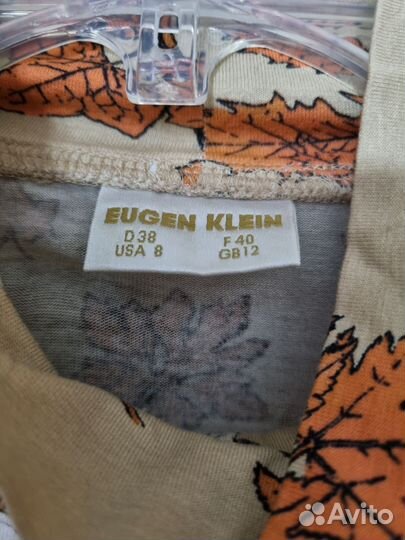 EUGEN KLEIN
D 38 F 40
USA 8 GB 12
Avito